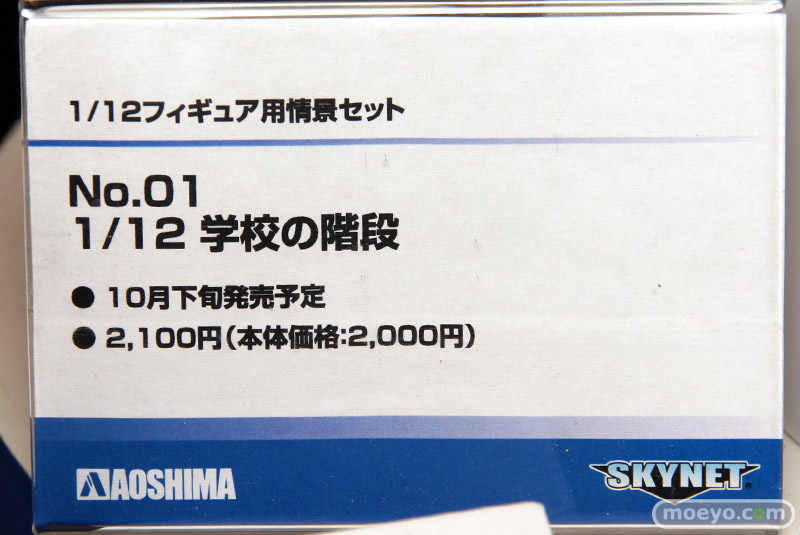 1/12フィギュア用情景セット
No.01
1/12 学校の階段
● 10月下旬発売予定
● 2,100円(本体価格:2,000円)
AOSHIMA
SKYNET
moeyo.com